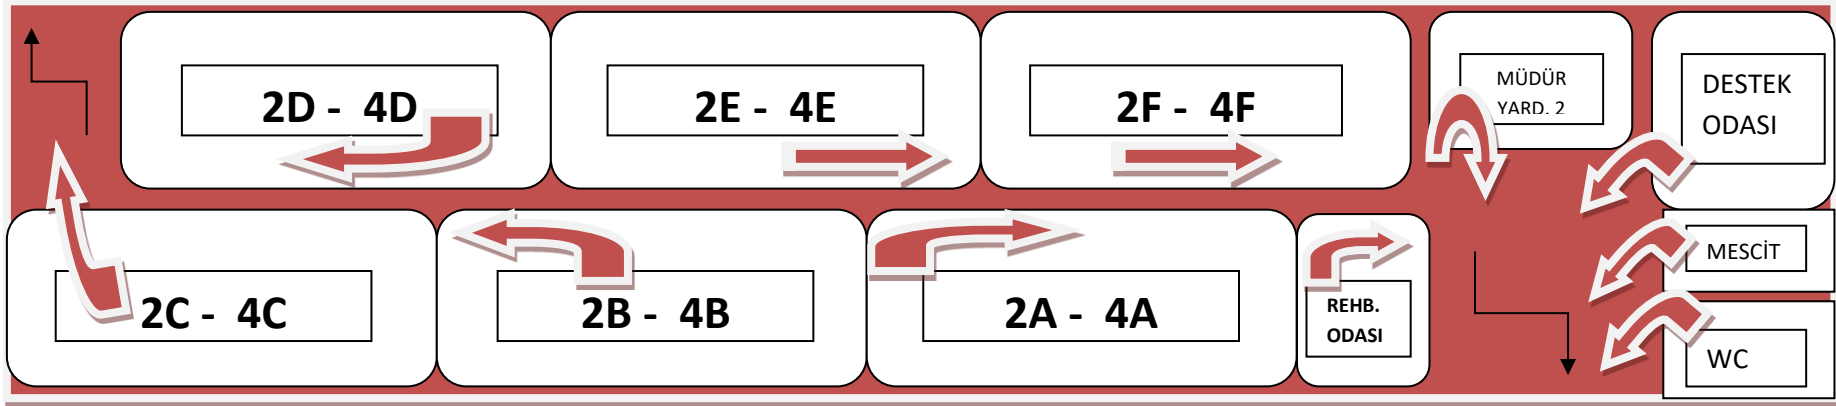 2D - 4D
2E - 4E
2F - 4F
MÜDÜR
YARD. 2
DESTEK
ODASI
2C - 4C
2B - 4B
2A - 4A
REHB.
ODASI
MESCİT
WC